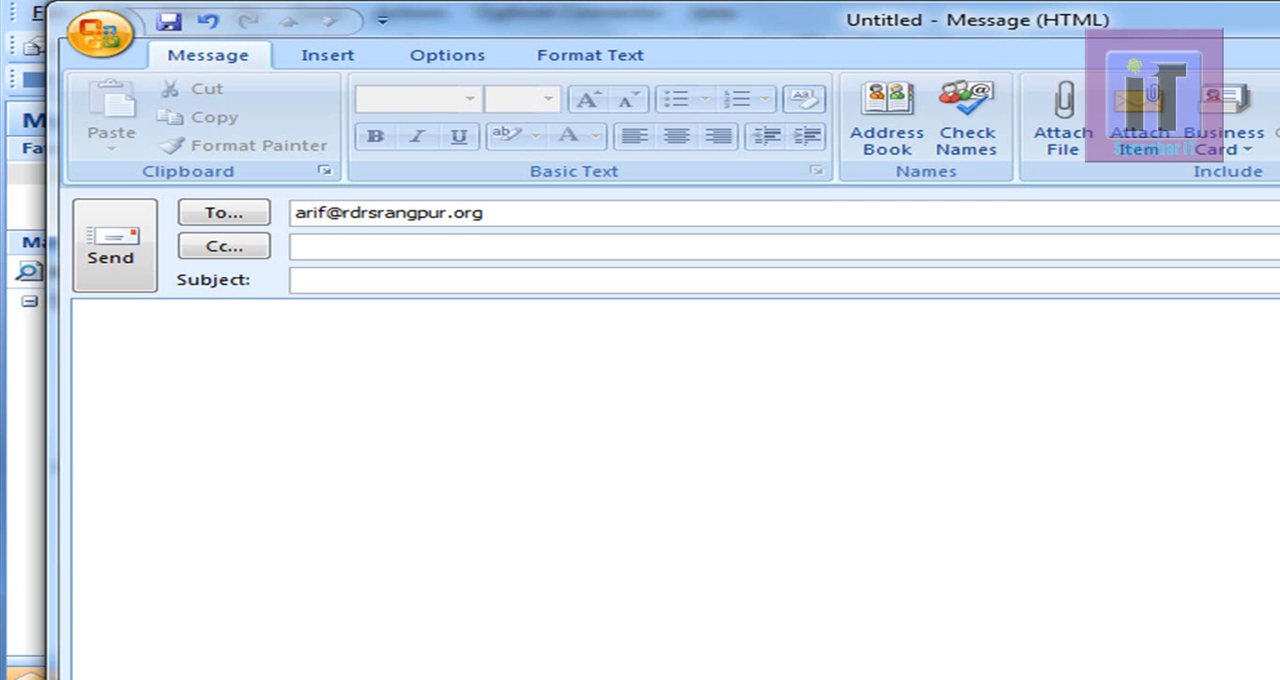 Untitled - Message (HTML)
Message Insert Options Format Text
Paste
Cut
Copy
Format Painter
Clipboard
B I U
Basic Text
Address Book
Check Names
Names
Attach File
Attach Item
Business Card
Include
Send
To... arif@rdrsrangpur.org
Cc...
Subject:
iT